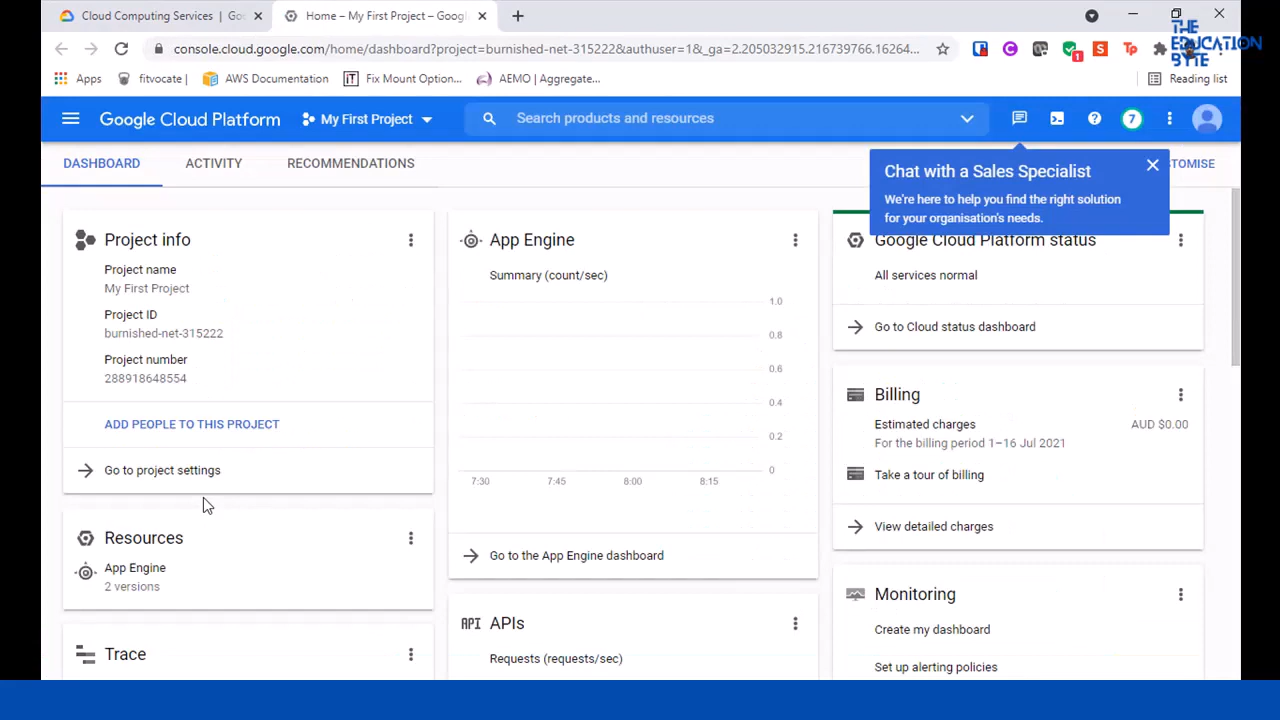 Cloud Computing Services | Go
Home – My First Project – Googl
THE
EDUCATION
BYTE
console.cloud.google.com/home/dashboard?project=burnished-net-315222&authuser=1&_ga=2.205032915.216739766.16264...
Apps
fitvocate |
AWS Documentation
Fix Mount Option...
AEMO | Aggregate...
Reading list
Google Cloud Platform
My First Project
Search products and resources
7
DASHBOARD
ACTIVITY
RECOMMENDATIONS
TOMISE
Chat with a Sales Specialist
We're here to help you find the right solution
for your organisation's needs.
Project info
Project name
My First Project
Project ID
burnished-net-315222
Project number
288918648554
ADD PEOPLE TO THIS PROJECT
Go to project settings
Resources
App Engine
2 versions
Trace
App Engine
Summary (count/sec)
1.0
0.8
0.6
0.4
0.2
0
7:30 7:45 8:00 8:15
Go to the App Engine dashboard
API APIs
Requests (requests/sec)
Google Cloud Platform status
All services normal
Go to Cloud status dashboard
Billing
Estimated charges AUD $0.00
For the billing period 1–16 Jul 2021
Take a tour of billing
View detailed charges
Monitoring
Create my dashboard
Set up alerting policies